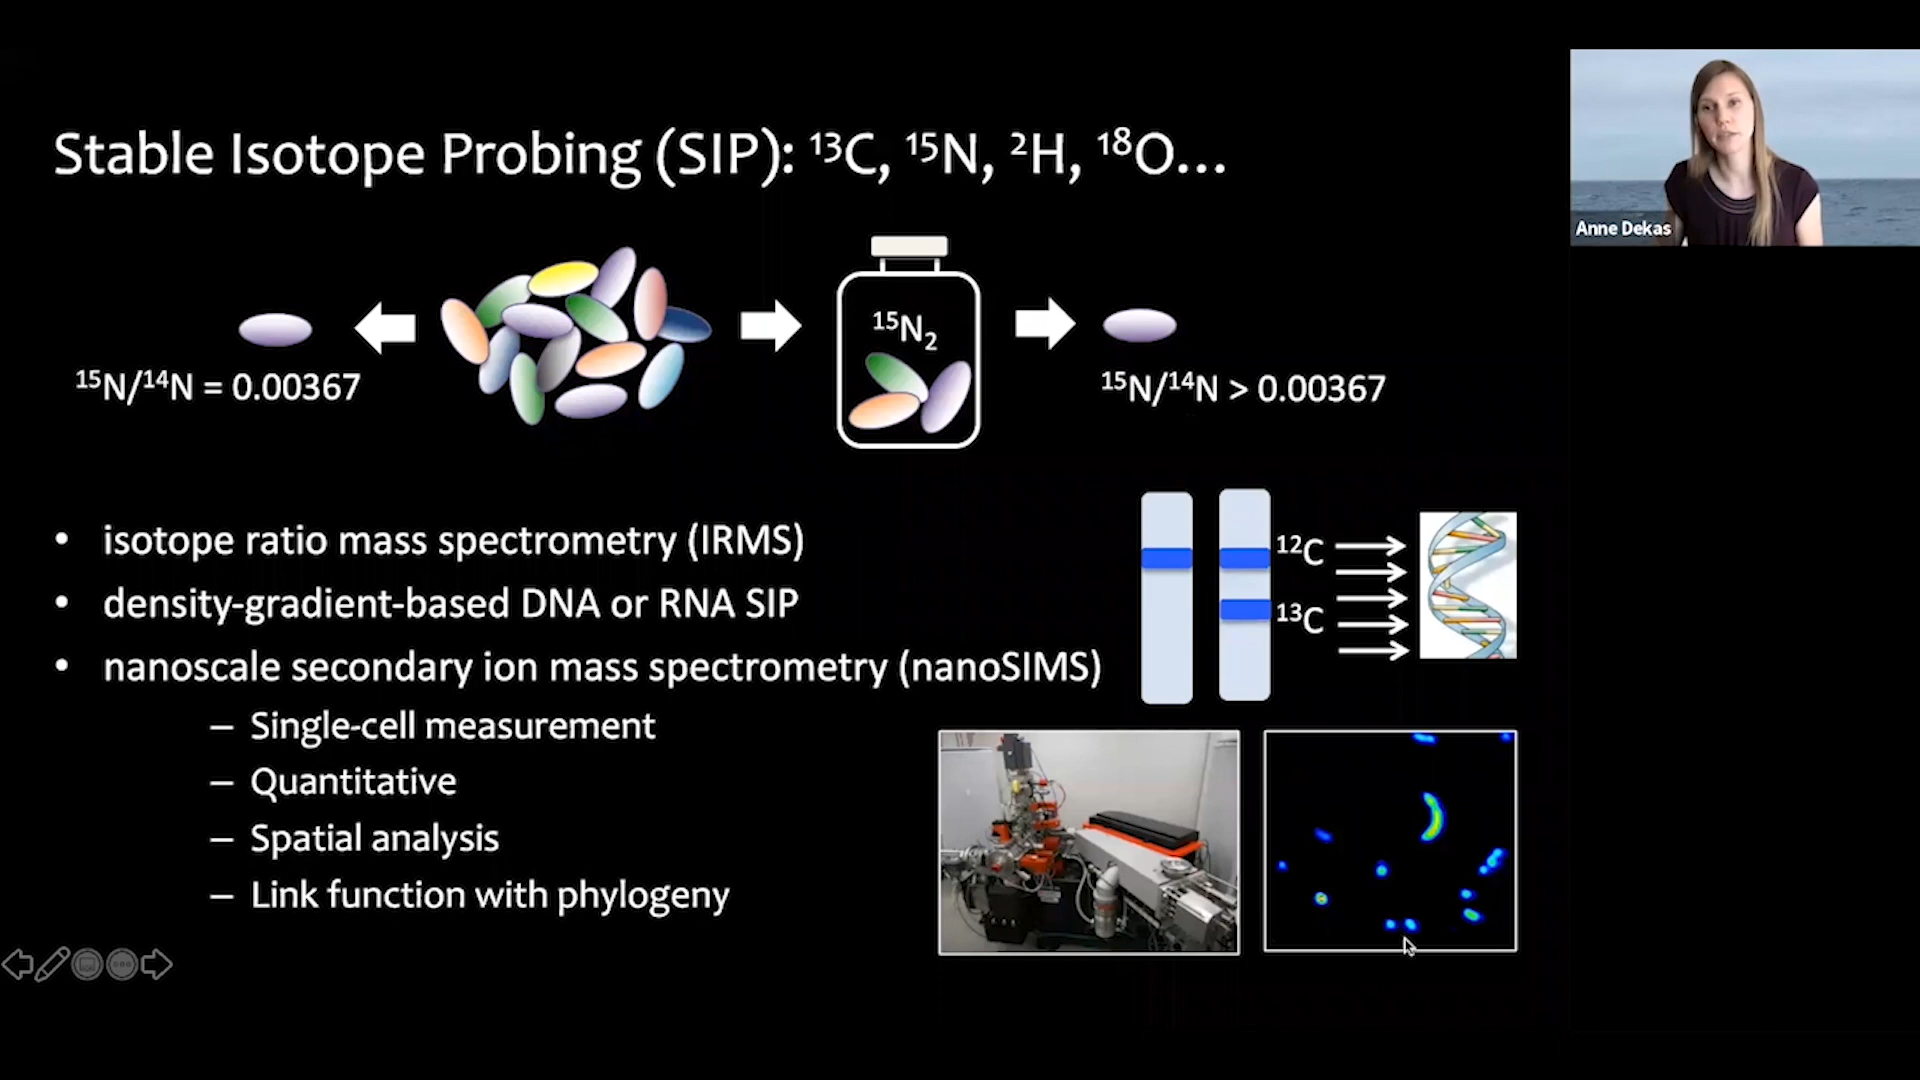 Stable Isotope Probing (SIP): ¹³C, ¹⁵N, ²H, ¹⁸O...
Anne Dekas
¹⁵N₂
¹⁵N/¹⁴N = 0.00367
¹⁵N/¹⁴N > 0.00367
• isotope ratio mass spectrometry (IRMS)
• density-gradient-based DNA or RNA SIP
• nanoscale secondary ion mass spectrometry (nanoSIMS)
– Single-cell measurement
– Quantitative
– Spatial analysis
– Link function with phylogeny
¹²C
¹³C